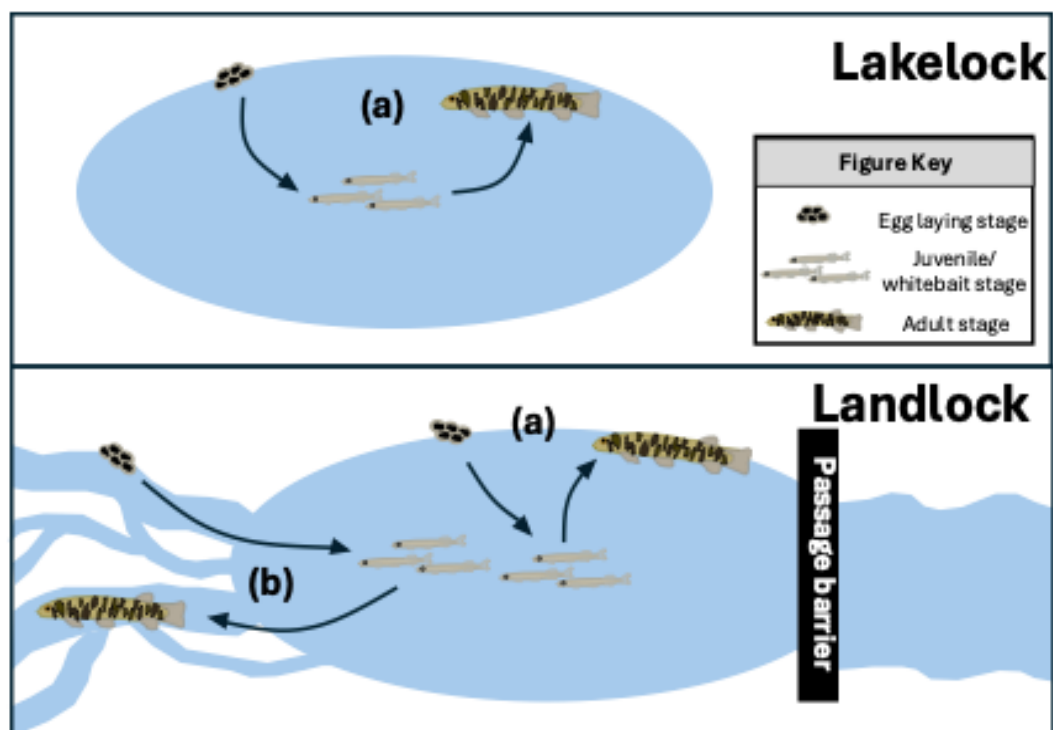 Lakelock
(a)
Figure Key
Egg laying stage
Juvenile/
whitebait stage
Adult stage
Landlock
(a)
(b)
Passage barrier